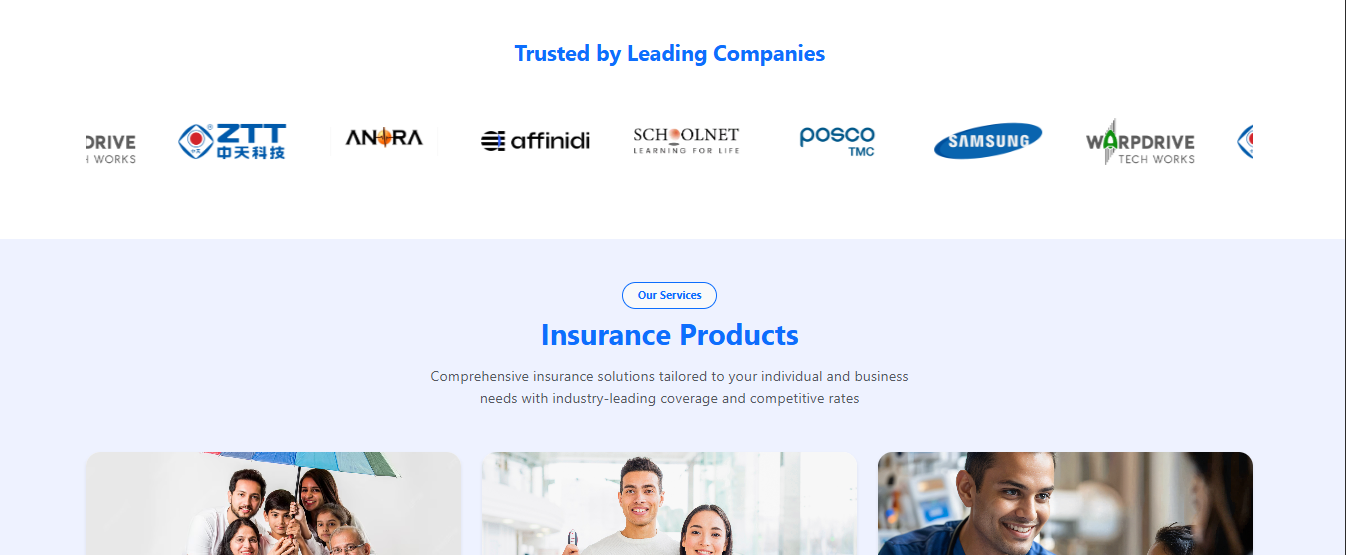 Trusted by Leading Companies
DRIVE
H WORKS
ZTT
中天科技
ANORA
affinidi
SCHOOLNET
LEARNING FOR LIFE
posco
TMC
SAMSUNG
WARPDRIVE
TECH WORKS
Our Services
Insurance Products
Comprehensive insurance solutions tailored to your individual and business
needs with industry-leading coverage and competitive rates